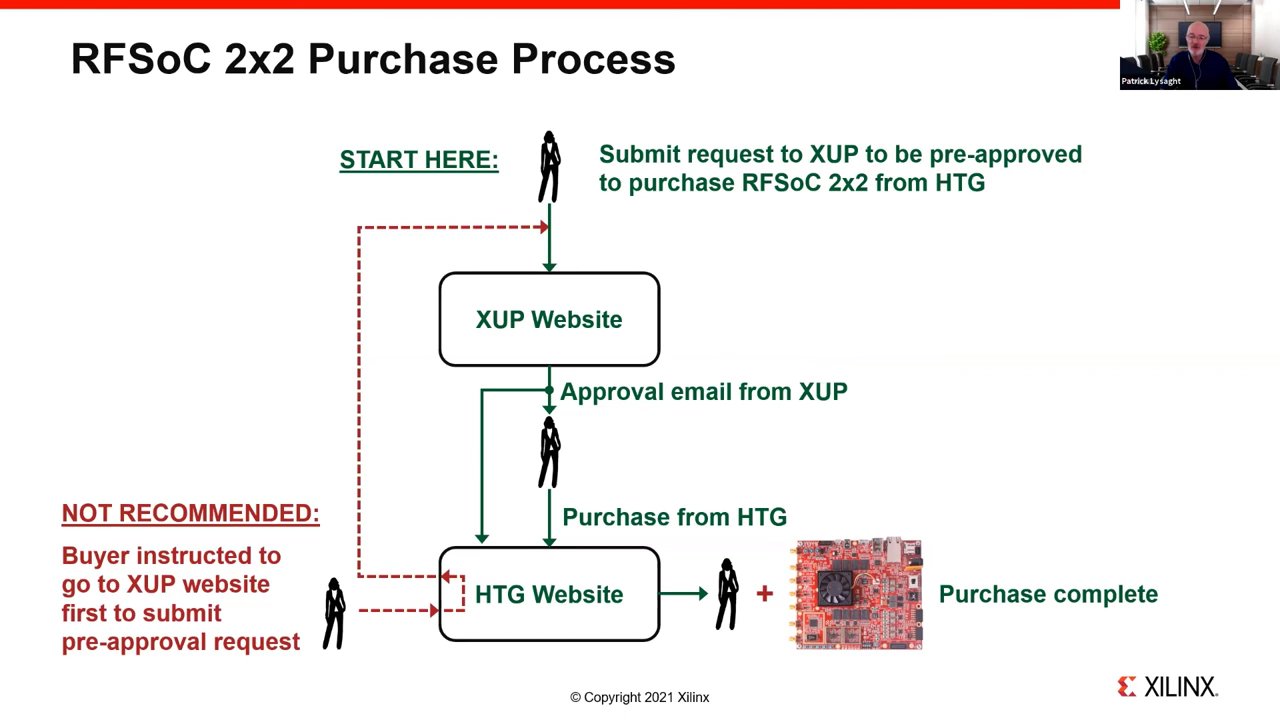 RFSoC 2x2 Purchase Process
Patrick Lysaght
START HERE:
Submit request to XUP to be pre-approved
to purchase RFSoC 2x2 from HTG
XUP Website
Approval email from XUP
Purchase from HTG
NOT RECOMMENDED:
Buyer instructed to
go to XUP website
first to submit
pre-approval request
HTG Website
+
Purchase complete
© Copyright 2021 Xilinx
XILINX.